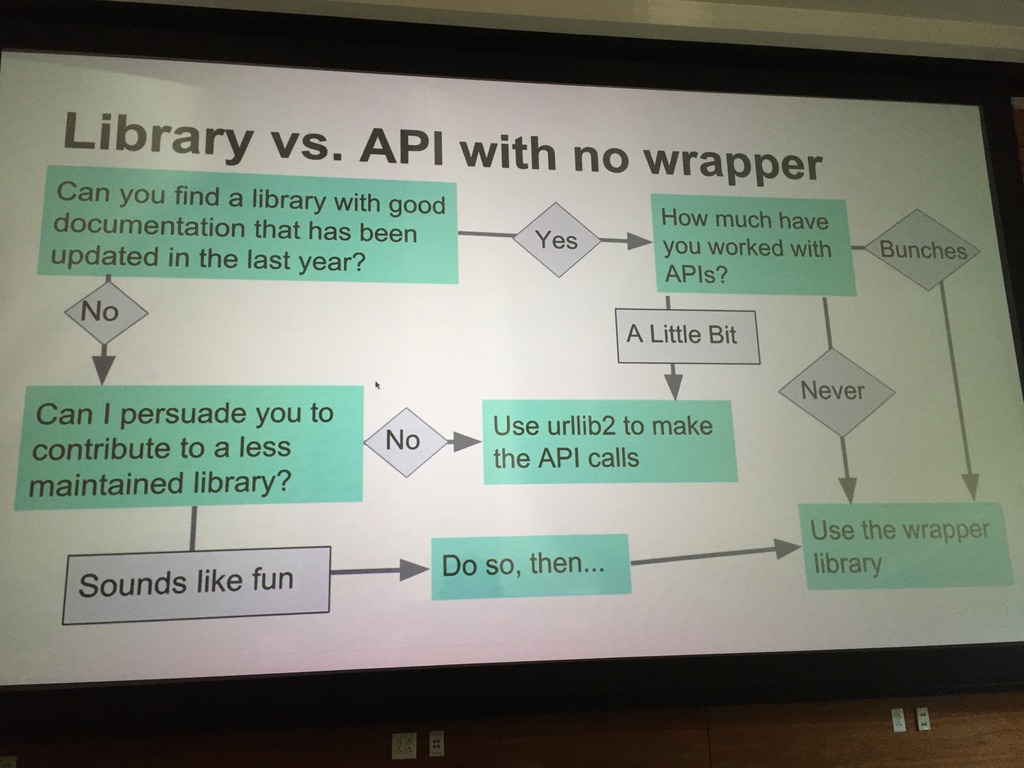 Library vs. API with no wrapper
Can you find a library with good
documentation that has been
updated in the last year?
Yes
How much have
you worked with
APIs?
Bunches
No
A Little Bit
Never
Can I persuade you to
contribute to a less
maintained library?
No
Use urllib2 to make
the API calls
Sounds like fun
Do so, then...
Use the wrapper
library